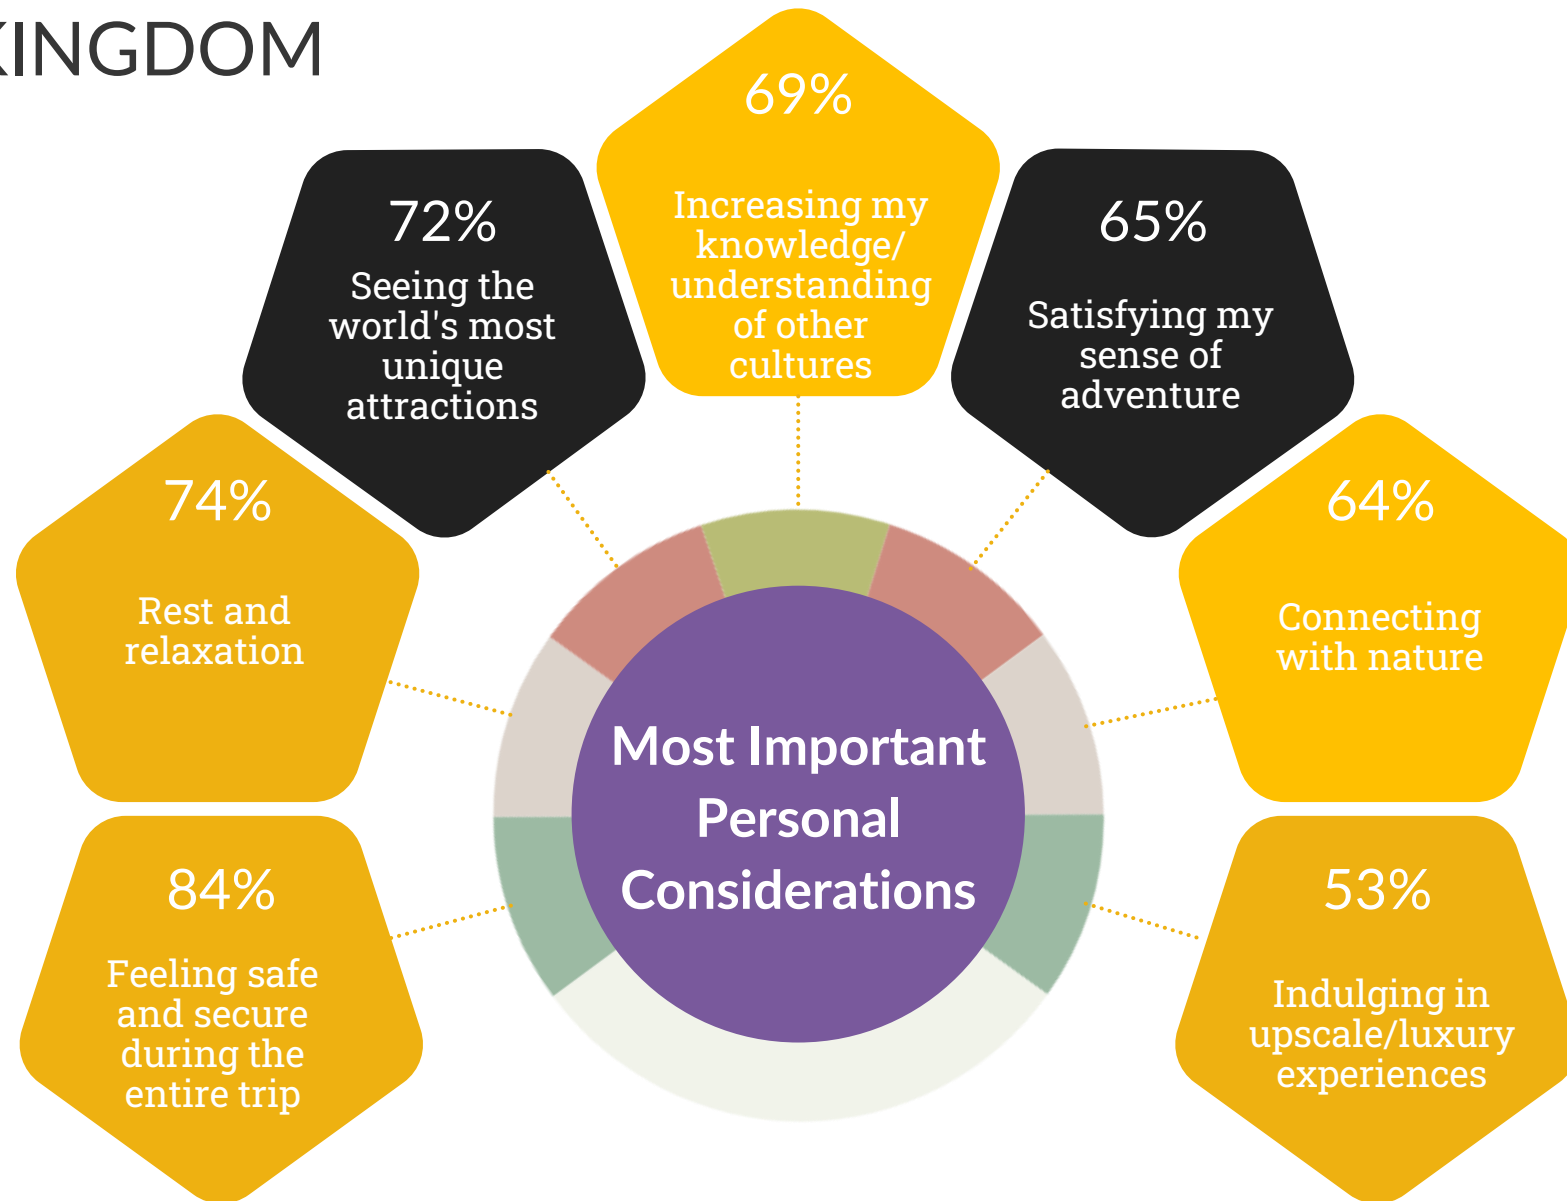 KINGDOM
69%
Increasing my
knowledge/
understanding
of other
cultures
72%
Seeing the
world's most
unique
attractions
65%
Satisfying my
sense of
adventure
74%
Rest and
relaxation
64%
Connecting
with nature
Most Important
Personal
Considerations
84%
Feeling safe
and secure
during the
entire trip
53%
Indulging in
upscale/luxury
experiences